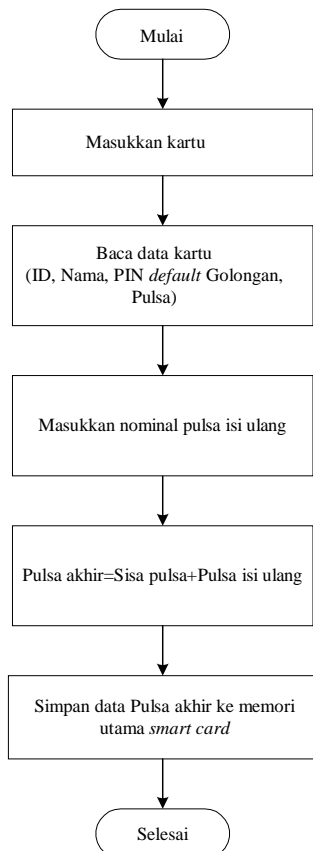 Mulai
Masukkan kartu
Baca data kartu
(ID, Nama, PIN default Golongan,
Pulsa)
Masukkan nominal pulsa isi ulang
Pulsa akhir=Sisa pulsa+Pulsa isi ulang
Simpan data Pulsa akhir ke memori
utama smart card
Selesai